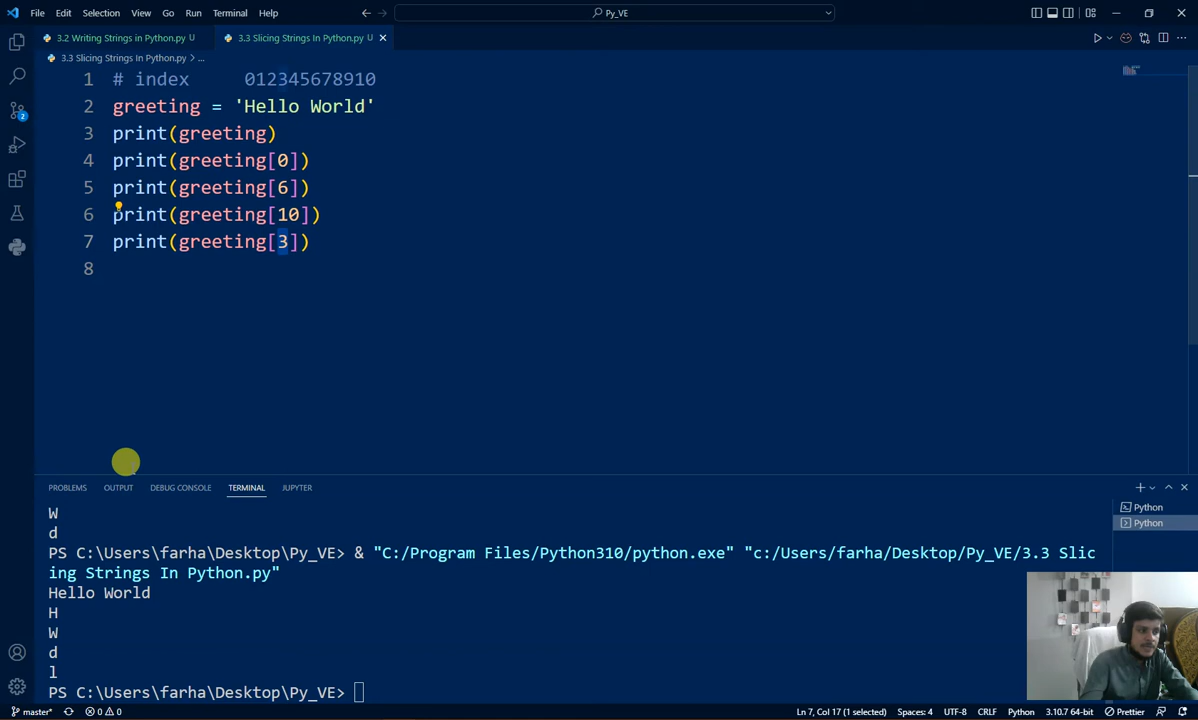 File Edit Selection View Go Run Terminal Help
Py_VE
3.2 Writing Strings in Python.py U
3.3 Slicing Strings In Python.py U
3.3 Slicing Strings In Python.py > ...
1 # index     012345678910
2 greeting = 'Hello World'
3 print(greeting)
4 print(greeting[0])
5 print(greeting[6])
6 print(greeting[10])
7 print(greeting[3])
8
2
PROBLEMS OUTPUT DEBUG CONSOLE TERMINAL JUPYTER
Python
Python
W
d
PS C:\Users\farha\Desktop\Py_VE> & "C:/Program Files/Python310/python.exe" "c:/Users/farha/Desktop/Py_VE/3.3 Slic
ing Strings In Python.py"
Hello World
H
W
d
l
PS C:\Users\farha\Desktop\Py_VE>
master* 0 0 Ln 7, Col 17 (1 selected) Spaces: 4 UTF-8 CRLF Python 3.10.7 64-bit Prettier